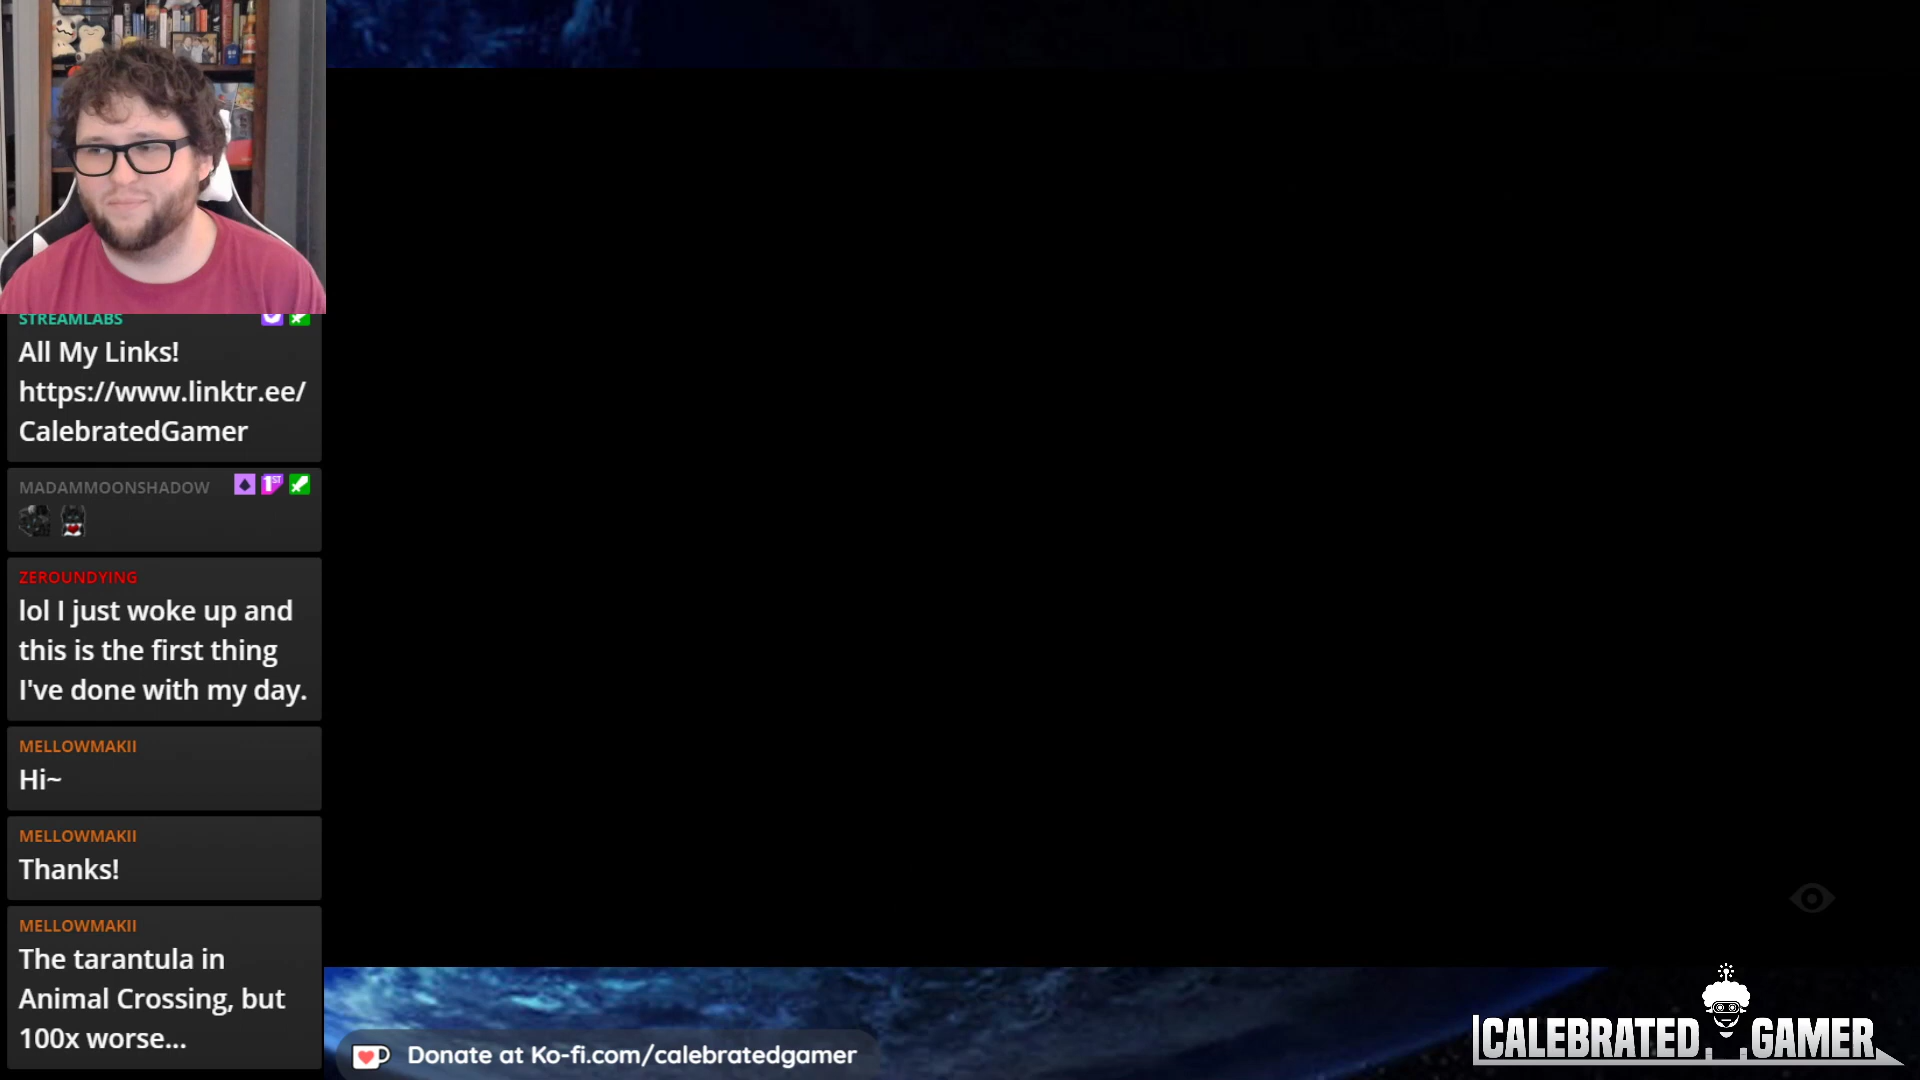 STREAMLABS
All My Links!
https://www.linktr.ee/
CalebratedGamer
MADAMMOONSHADOW
1ST
ZEROUNDYING
lol I just woke up and
this is the first thing
I've done with my day.
MELLOWMAKII
Hi~
MELLOWMAKII
Thanks!
MELLOWMAKII
The tarantula in
Animal Crossing, but
100x worse...
Donate at Ko-fi.com/calebratedgamer
CALEBRATED GAMER